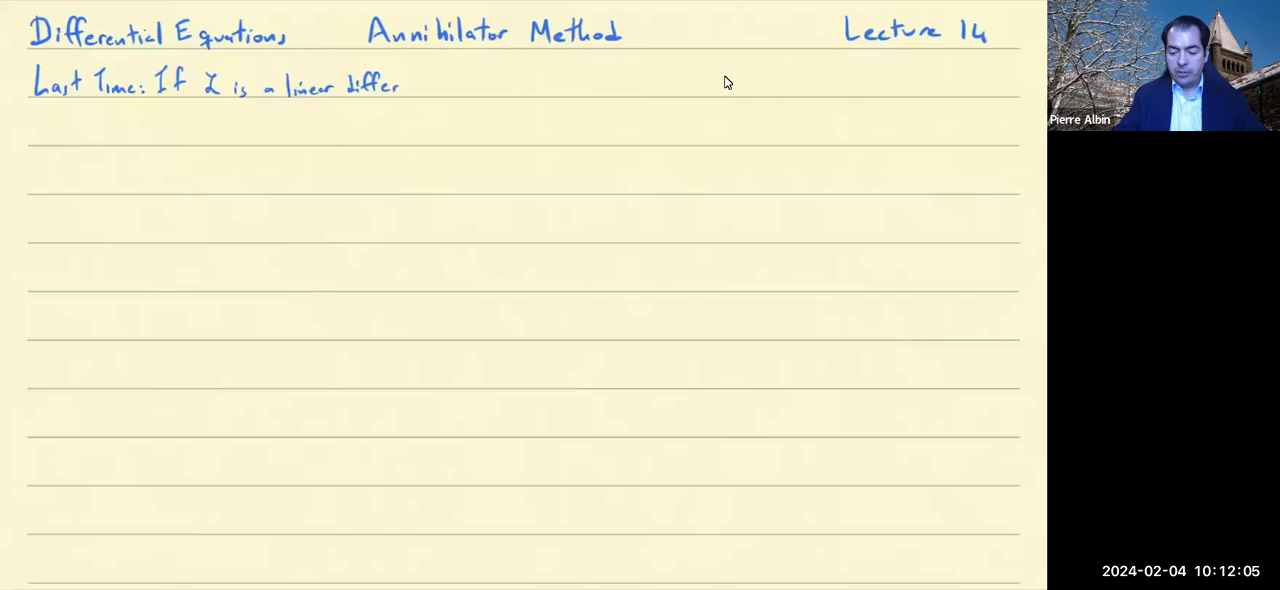 Differential Equations Annihilator Method Lecture 14
Last Time: If L is a linear differ
Pierre Albin
2024-02-04 10:12:05